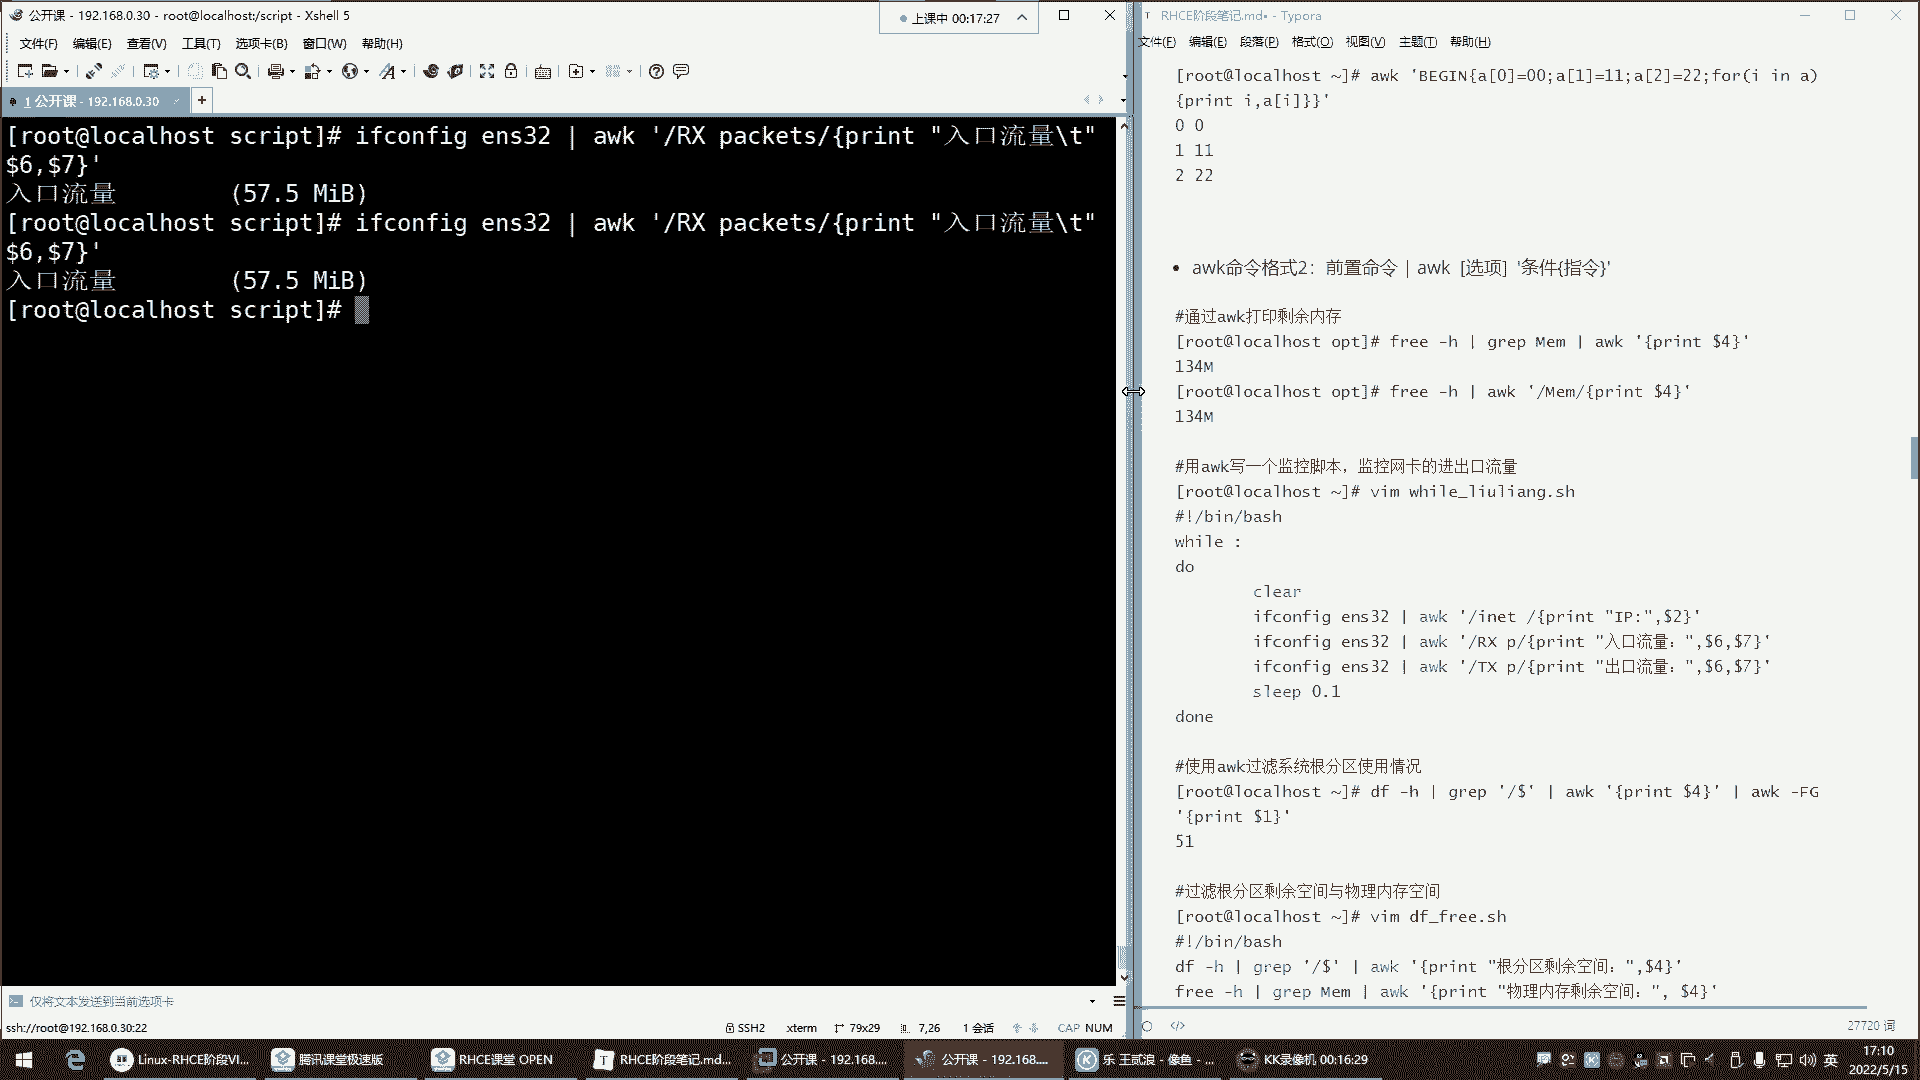 公开课 - 192.168.0.30 - root@localhost:/script - Xshell 5
上课中 00:17:27
文件(F) 编辑(E) 查看(V) 工具(T) 选项卡(B) 窗口(W) 帮助(H)
1 公开课 - 192.168.0.30
[root@localhost script]# ifconfig ens32 | awk '/RX packets/{print "入口流量\t"
$6,$7}'
入口流量 (57.5 MiB)
[root@localhost script]# ifconfig ens32 | awk '/RX packets/{print "入口流量\t"
$6,$7}'
入口流量 (57.5 MiB)
[root@localhost script]#
仅将文本发送到当前选项卡
ssh://root@192.168.0.30:22 SSH2 xterm 79x29 7,26 1 会话 CAP NUM
RHCE阶段笔记.md• - Typora
文件(F) 编辑(E) 段落(P) 格式(O) 视图(V) 主题(T) 帮助(H)
[root@localhost ~]# awk 'BEGIN{a[0]=00;a[1]=11;a[2]=22;for(i in a)
{print i,a[i]}}'
0 0
1 11
2 22
• awk命令格式2：前置命令 | awk [选项] '条件{指令}'
#通过awk打印剩余内存
[root@localhost opt]# free -h | grep Mem | awk '{print $4}'
134M
[root@localhost opt]# free -h | awk '/Mem/{print $4}'
134M
#用awk写一个监控脚本，监控网卡的进出口流量
[root@localhost ~]# vim while_liuliang.sh
#!/bin/bash
while :
do
clear
ifconfig ens32 | awk '/inet /{print "IP:",$2}'
ifconfig ens32 | awk '/RX p/{print "入口流量：",$6,$7}'
ifconfig ens32 | awk '/TX p/{print "出口流量：",$6,$7}'
sleep 0.1
done
#使用awk过滤系统根分区使用情况
[root@localhost ~]# df -h | grep '/$' | awk '{print $4}' | awk -FG
'{print $1}'
51
#过滤根分区剩余空间与物理内存空间
[root@localhost ~]# vim df_free.sh
#!/bin/bash
df -h | grep '/$' | awk '{print "根分区剩余空间：",$4}'
free -h | grep Mem | awk '{print "物理内存剩余空间：", $4}'
27720 词
Linux-RHCE阶段VI... 腾讯课堂极速版 RHCE课堂 OPEN RHCE阶段笔记.md... 公开课 - 192.168.... 公开课 - 192.168.... 乐 王贰浪 - 像鱼 - ... KK录像机 00:16:29 英
17:10
2022/5/15